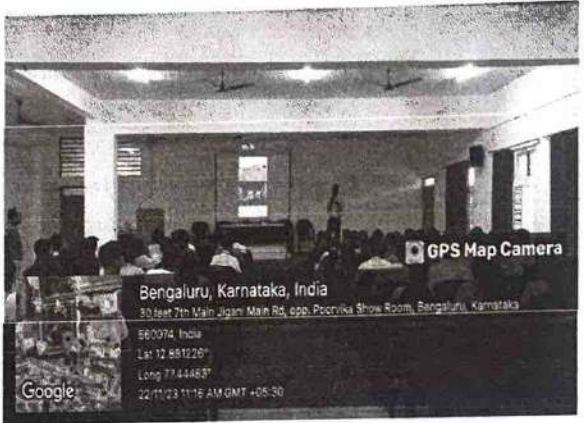 GPS Map Camera
Bengaluru, Karnataka, India
30,feet 7th Main Jigani Main Rd, opp. Poorvika Show Room, Bengaluru, Karnataka
560074, India
Lat 12.881226°
Long 77.44483°
22/11/23 11:16 AM GMT +05:30
Google